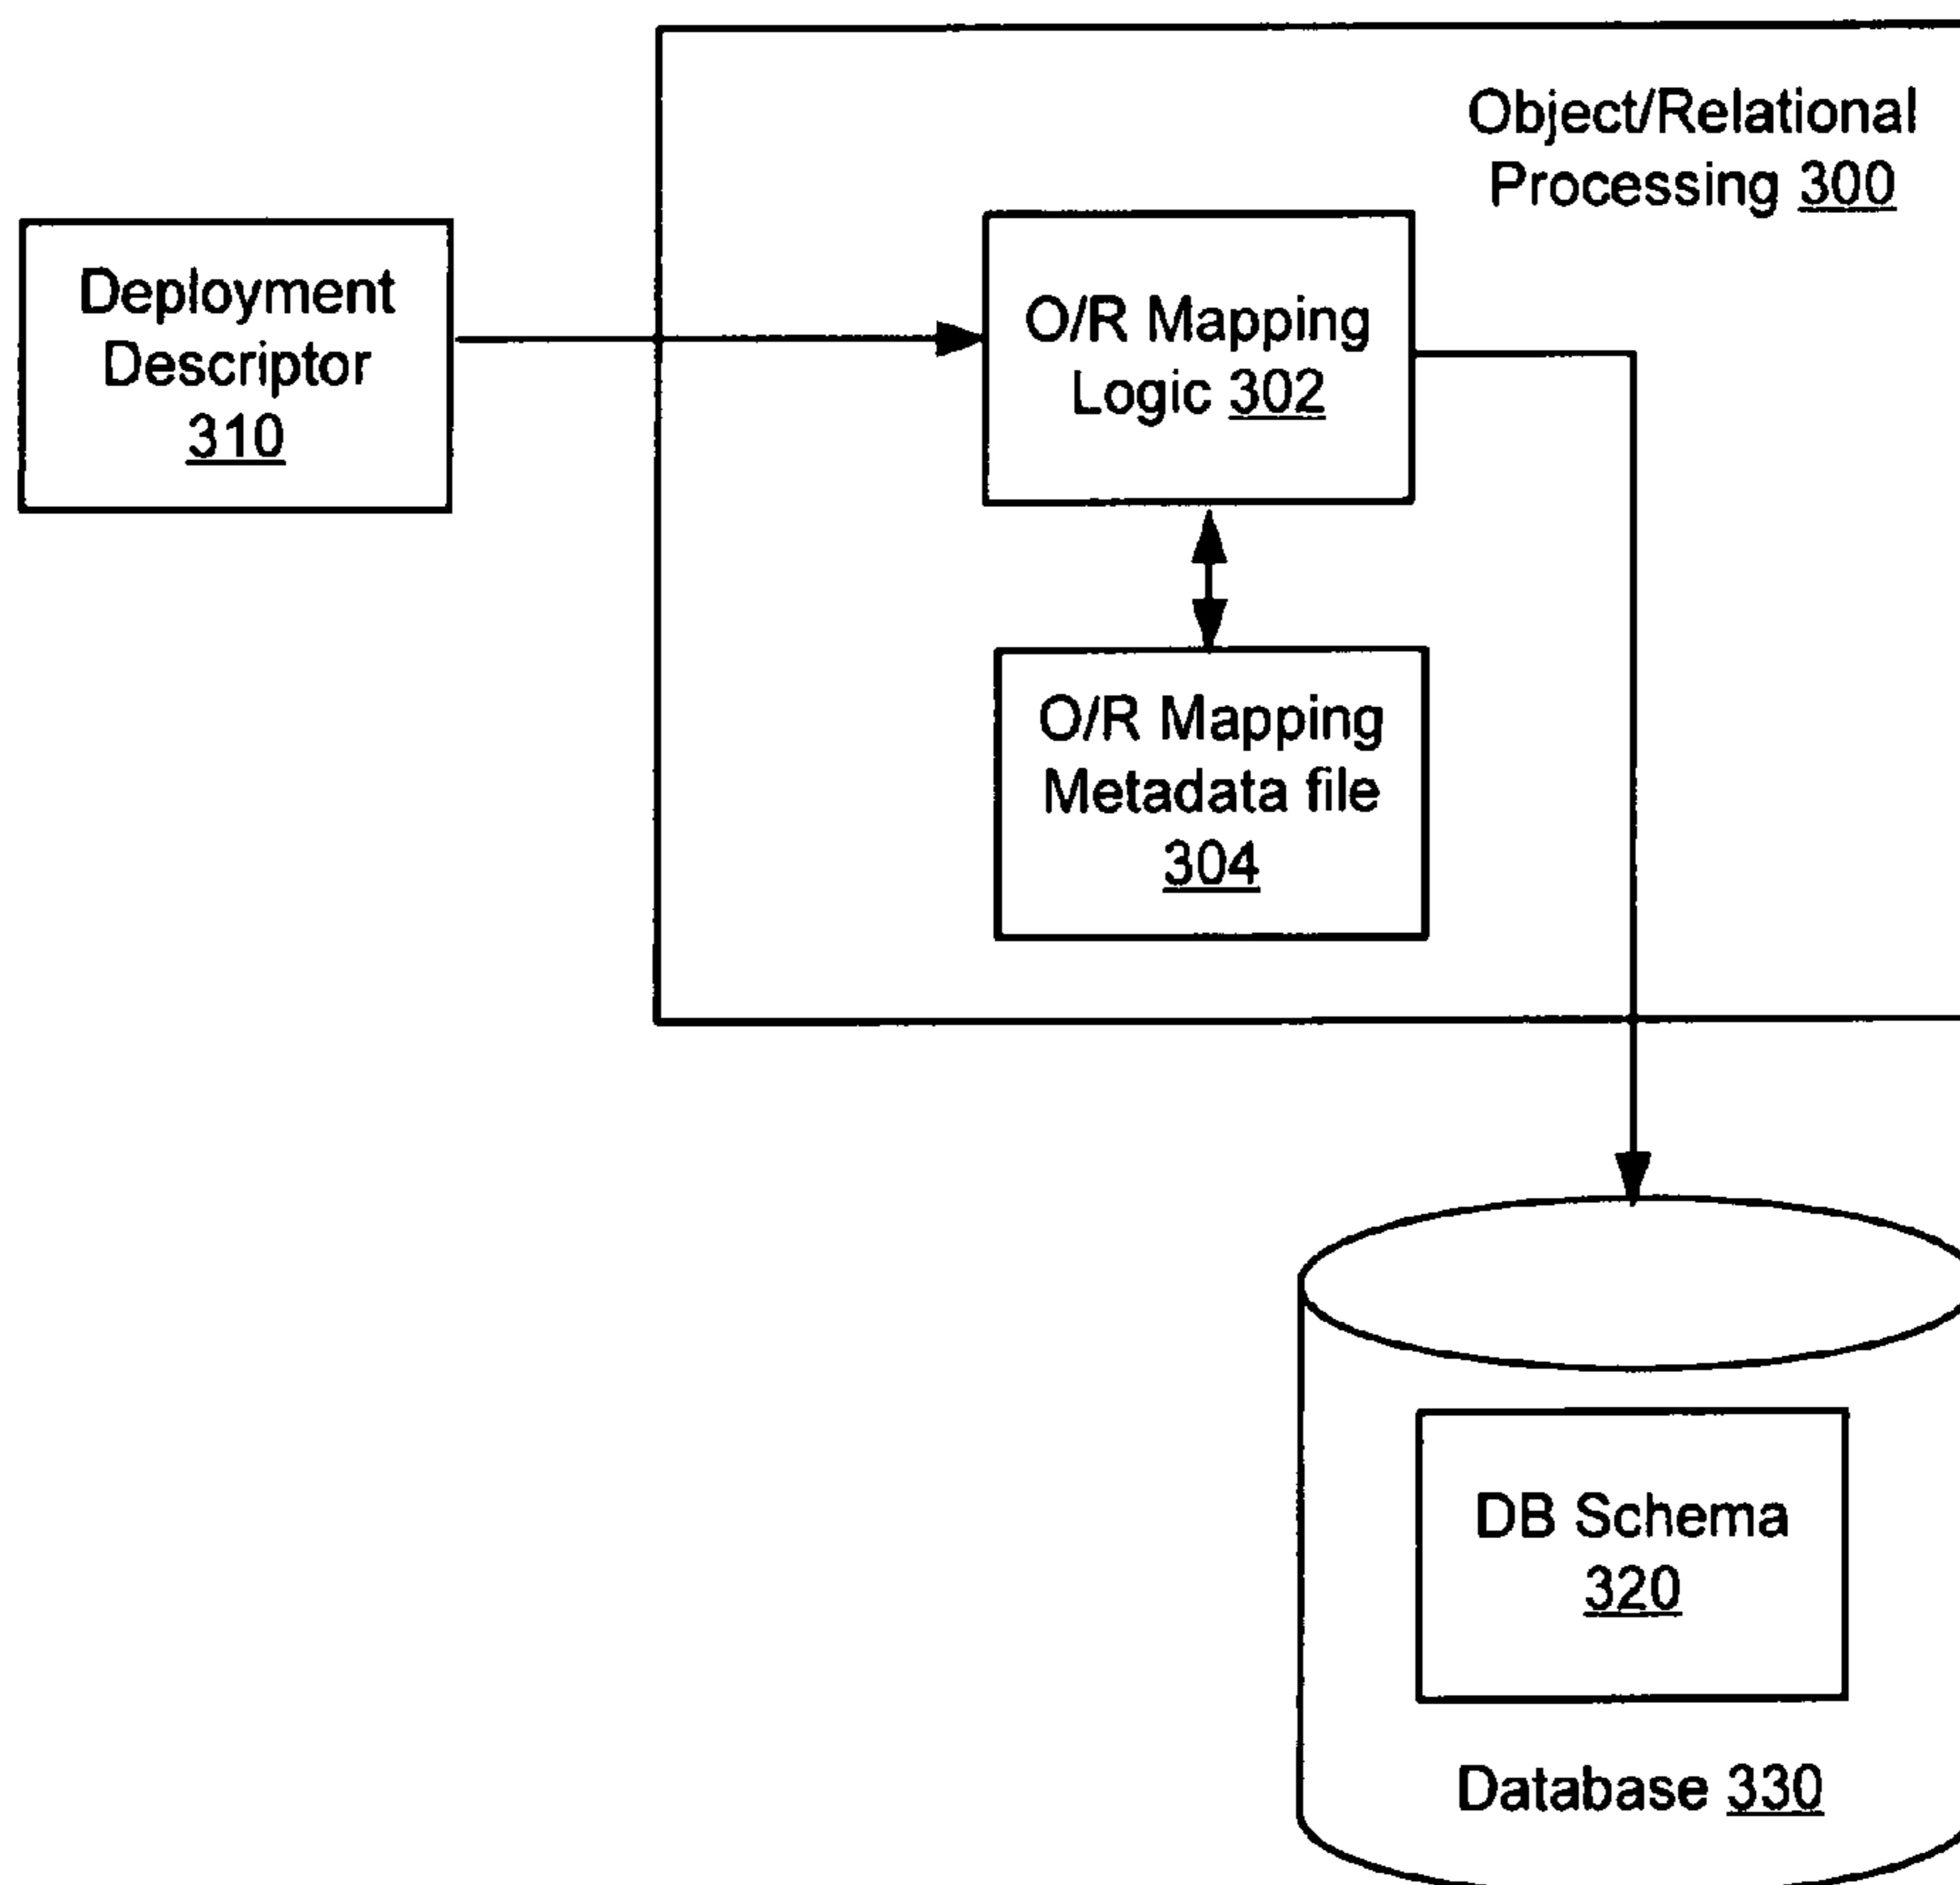 Object/Relational
Processing 300
Deployment
Descriptor
310
O/R Mapping
Logic 302
O/R Mapping
Metadata file
304
DB Schema
320
Database 330